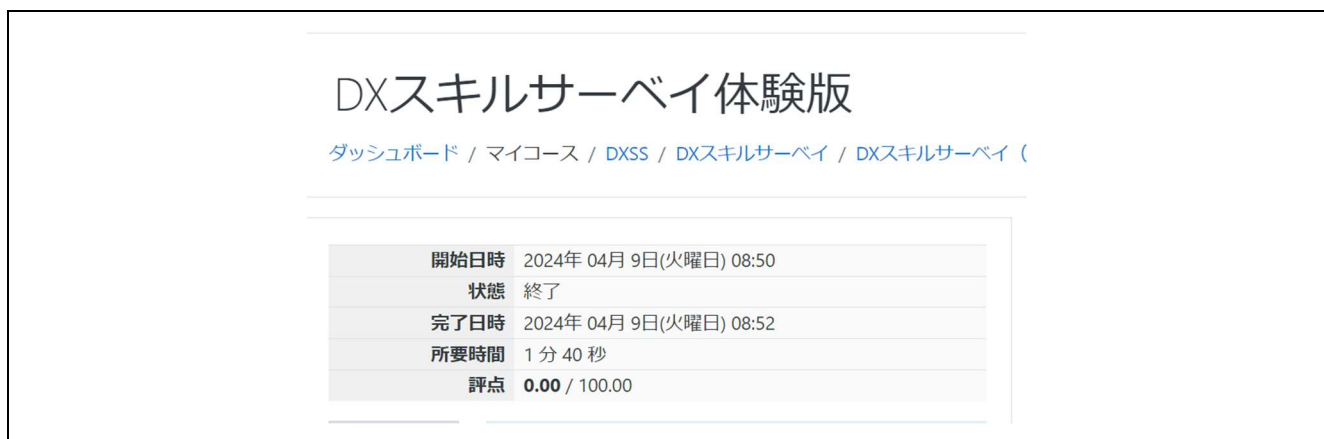 DXスキルサーベイ体験版
ダッシュボード / マイコース / DXSS / DXスキルサーベイ / DXスキルサーベイ（
開始日時 2024年 04月 9日(火曜日) 08:50
状態 終了
完了日時 2024年 04月 9日(火曜日) 08:52
所要時間 1 分 40 秒
評点 0.00 / 100.00